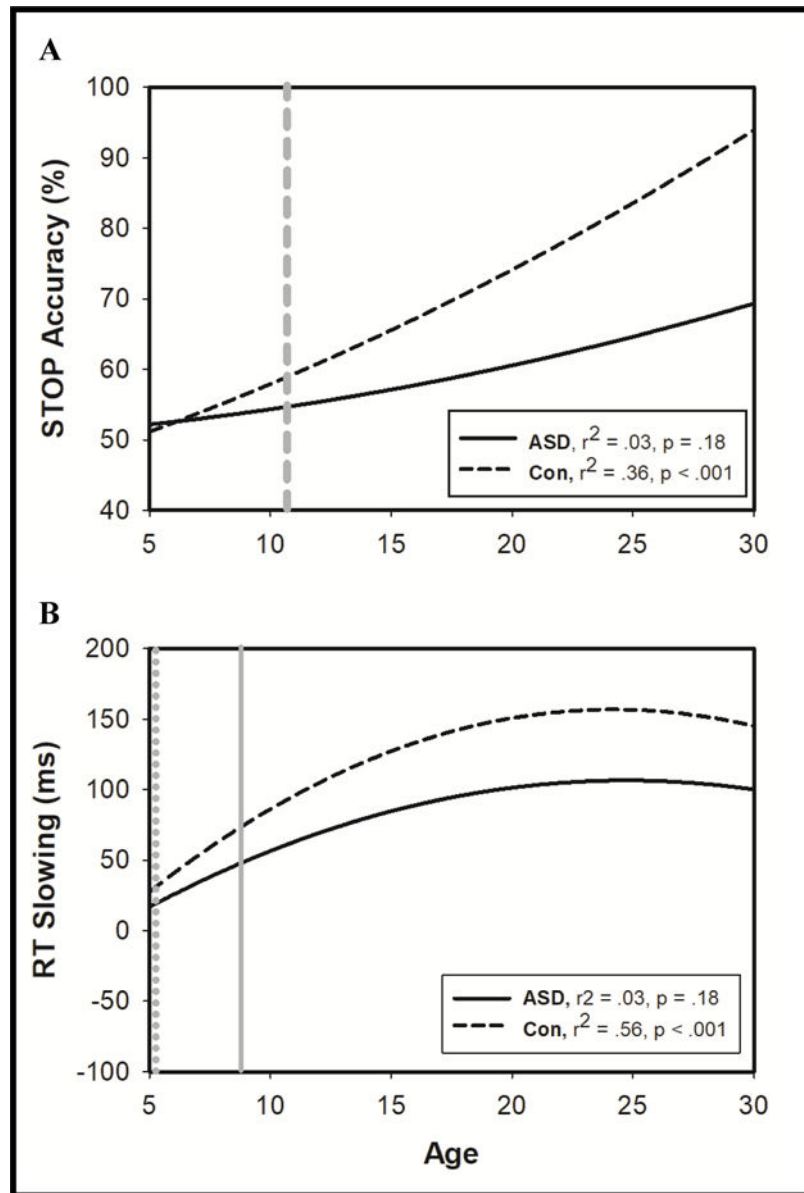 A
100
90
80
70
60
50
40
STOP Accuracy (%)
ASD, r² = .03, p = .18
Con, r² = .36, p < .001
5 10 15 20 25 30
B
200
150
100
50
0
-50
-100
RT Slowing (ms)
ASD, r2 = .03, p = .18
Con, r² = .56, p < .001
5 10 15 20 25 30
Age